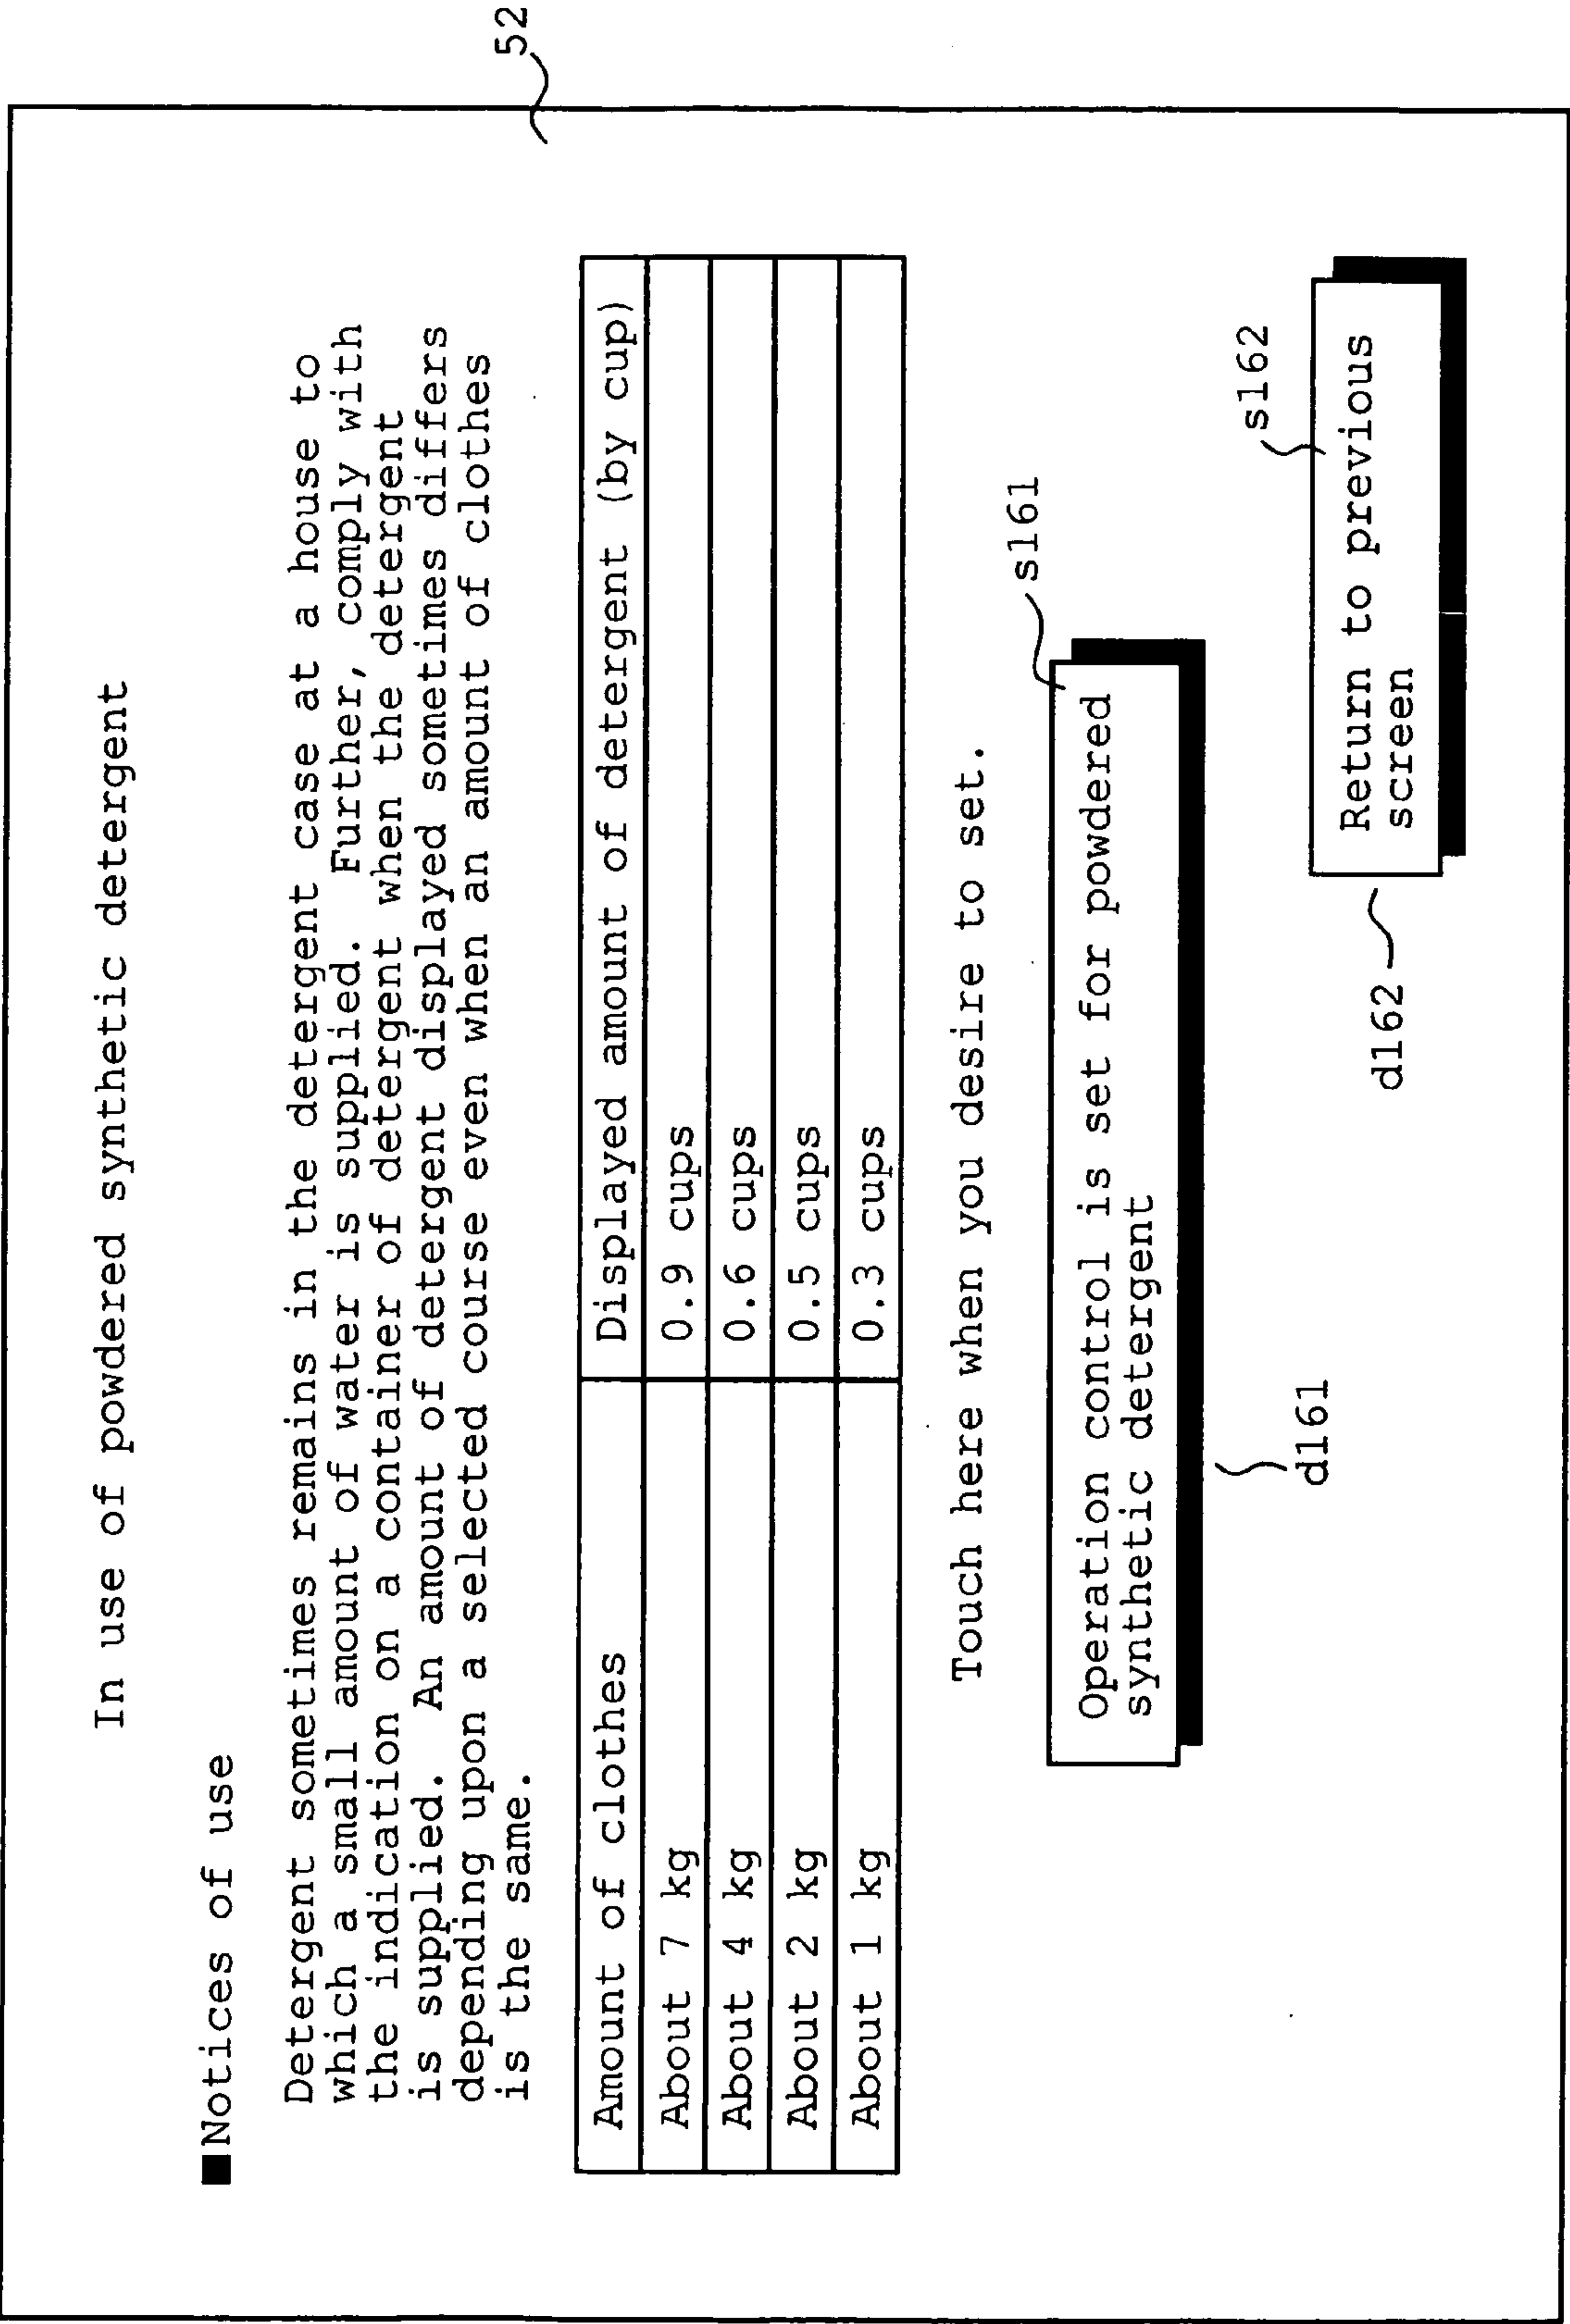 52
In use of powdered synthetic detergent
■Notices of use
Detergent sometimes remains in the detergent case at a house to
which a small amount of water is supplied. Further, comply with
the indication on a container of detergent when the detergent
is supplied. An amount of detergent displayed sometimes differs
depending upon a selected course even when an amount of clothes
is the same.
Amount of clothes Displayed amount of detergent (by cup)
About 7 kg 0.9 cups
About 4 kg 0.6 cups
About 2 kg 0.5 cups
About 1 kg 0.3 cups
Touch here when you desire to set.
s161
Operation control is set for powdered
synthetic detergent
d161
s162
Return to previous
screen
d162